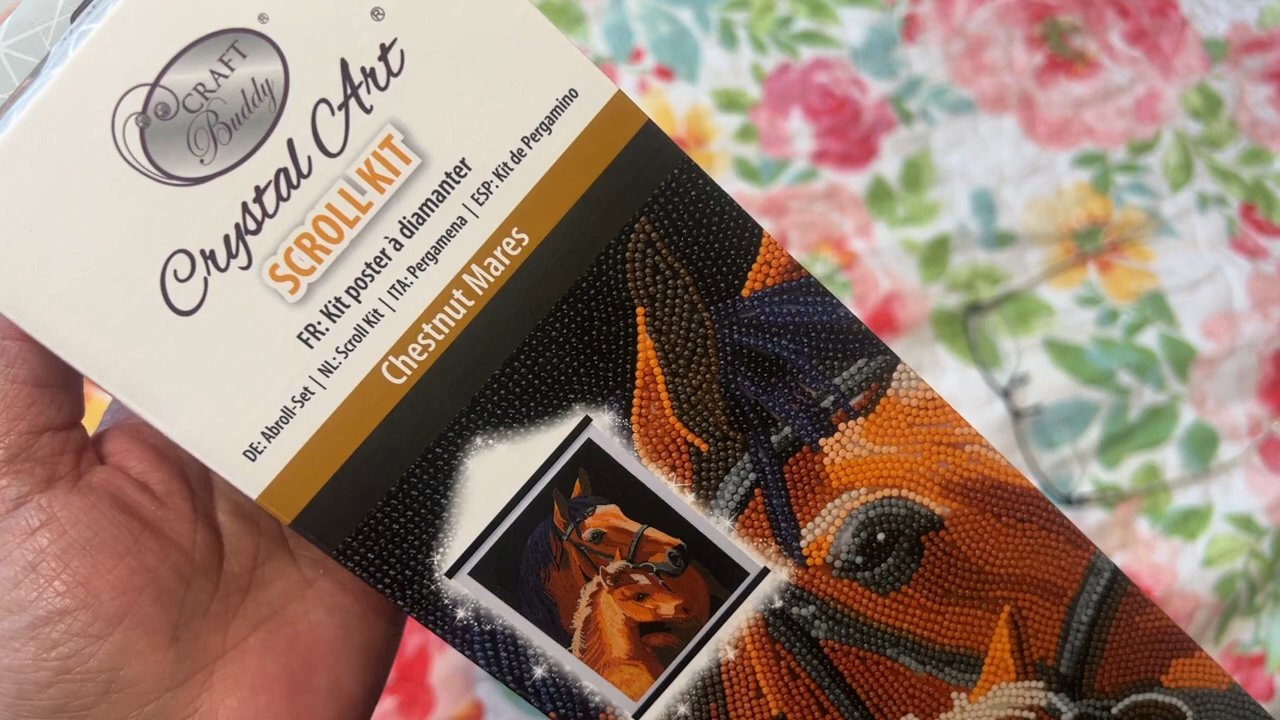 CRAFT
Buddy
®
Crystal Art
®
SCROLL KIT
FR: Kit poster à diamanter
DE: Abroll-Set | NL: Scroll Kit | ITA: Pergamena | ESP: Kit de Pergamino
Chestnut Mares